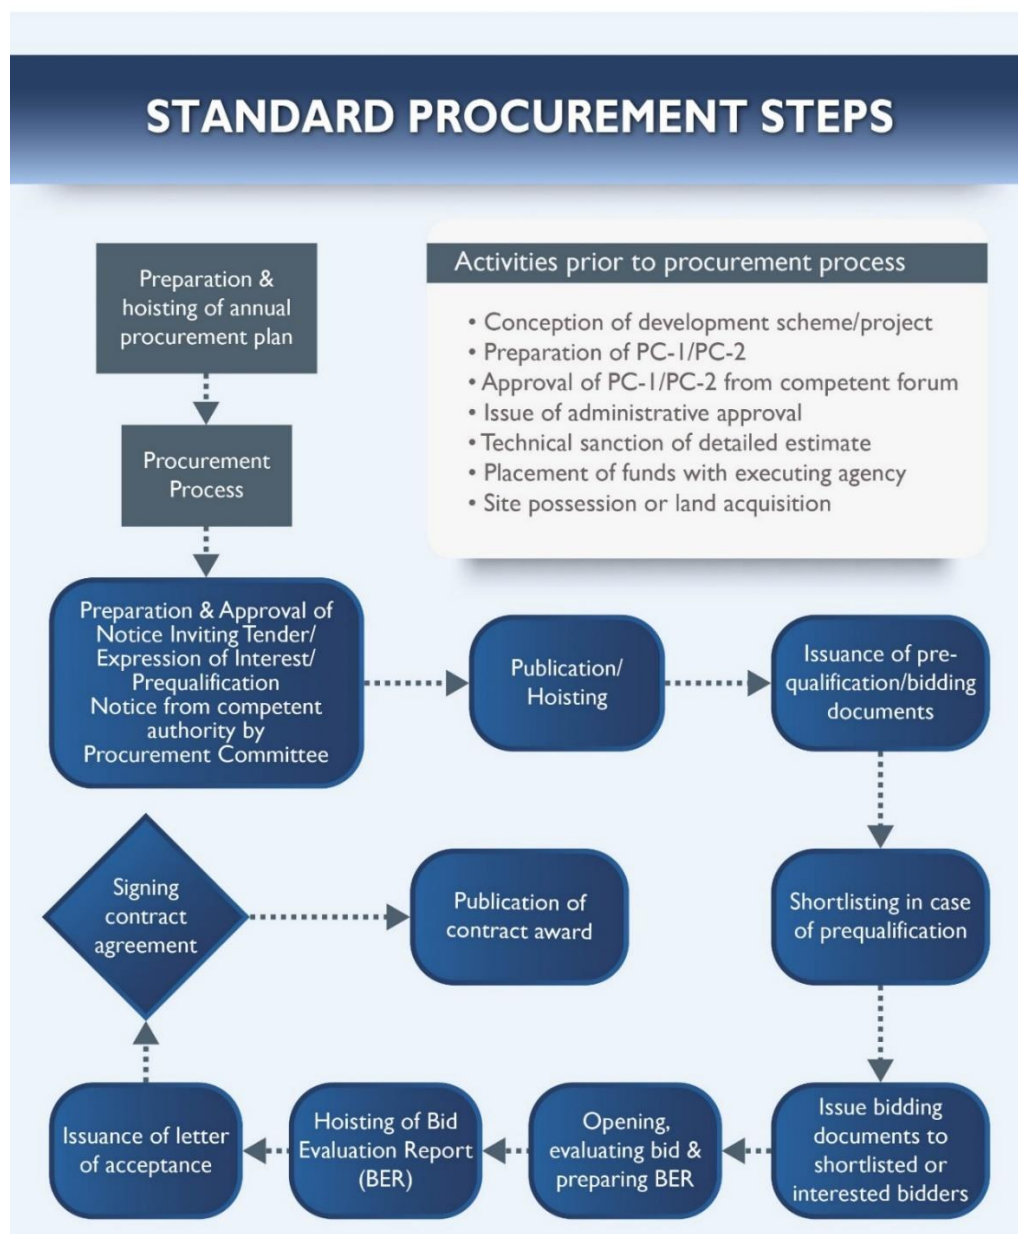 STANDARD PROCUREMENT STEPS
Preparation &
hoisting of annual
procurement plan
Activities prior to procurement process
• Conception of development scheme/project
• Preparation of PC-1/PC-2
• Approval of PC-1/PC-2 from competent forum
• Issue of administrative approval
• Technical sanction of detailed estimate
• Placement of funds with executing agency
• Site possession or land acquisition
Procurement
Process
Preparation & Approval of
Notice Inviting Tender/
Expression of Interest/
Prequalification
Notice from competent
authority by
Procurement Committee
Publication/
Hoisting
Issuance of pre-
qualification/bidding
documents
Shortlisting in case
of prequalification
Issue bidding
documents to
shortlisted or
interested bidders
Opening,
evaluating bid &
preparing BER
Hoisting of Bid
Evaluation Report
(BER)
Issuance of letter
of acceptance
Signing
contract
agreement
Publication of
contract award